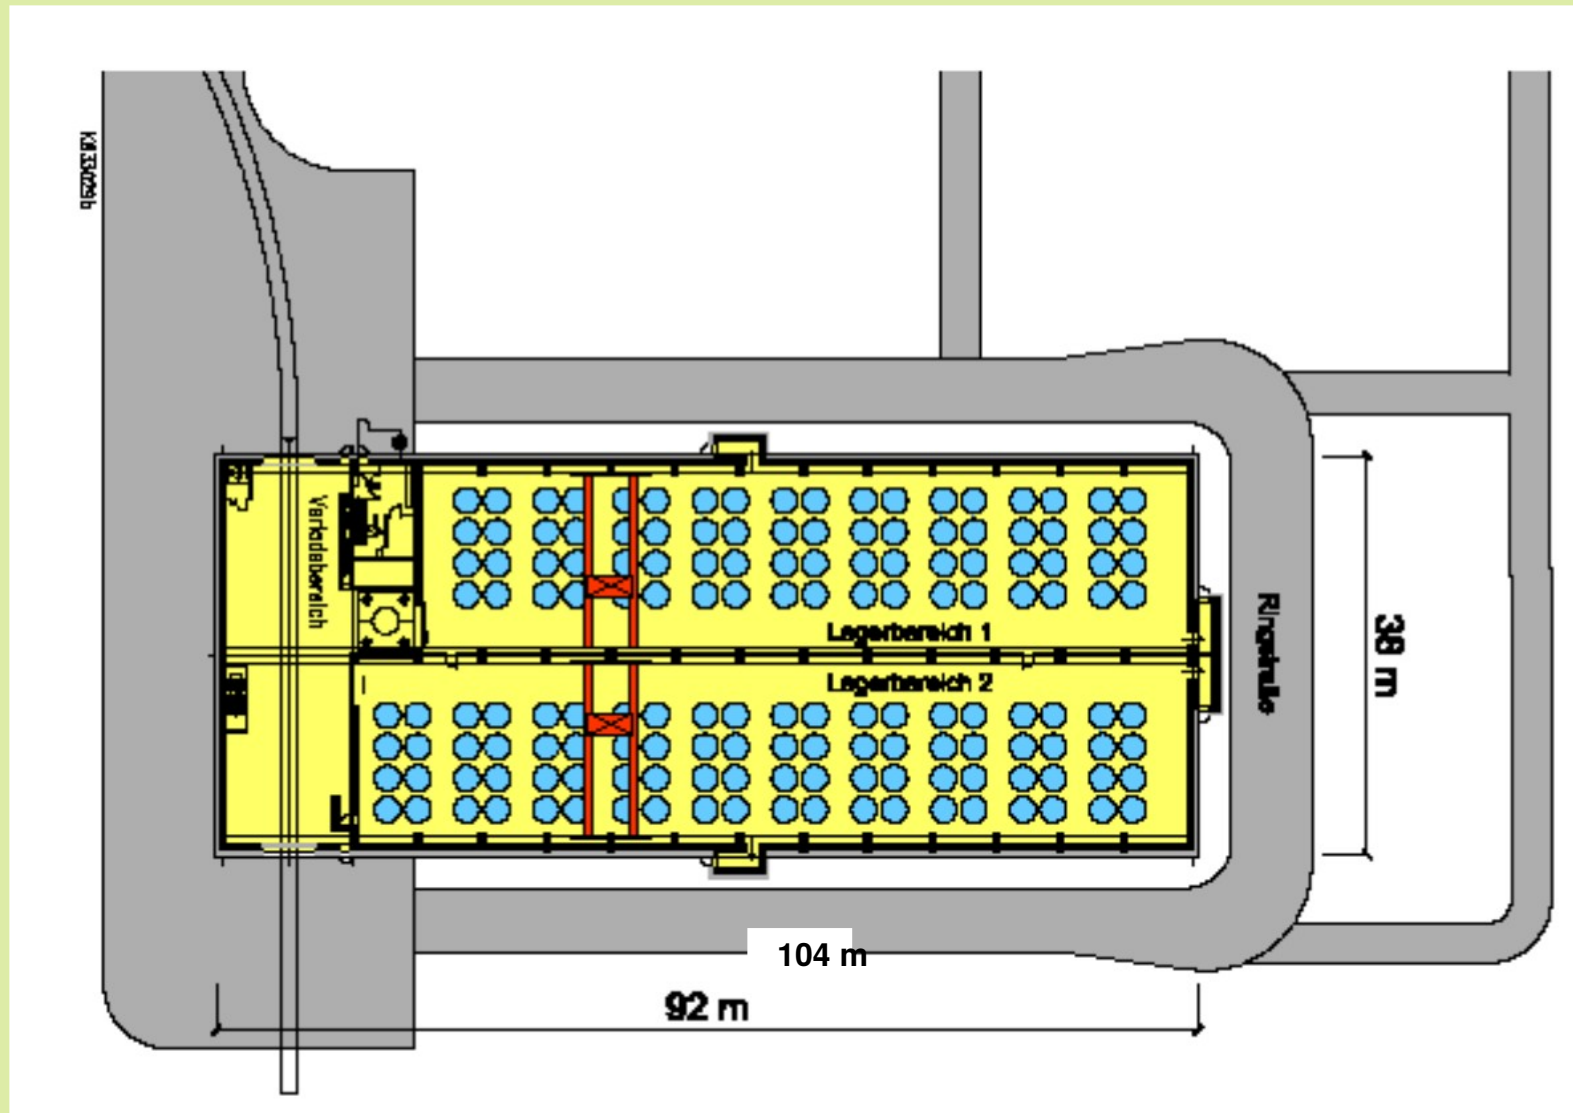 Verladebereich
Lagerbereich 1
Lagerbereich 2
Ringstraße
38 m
104 m
92 m